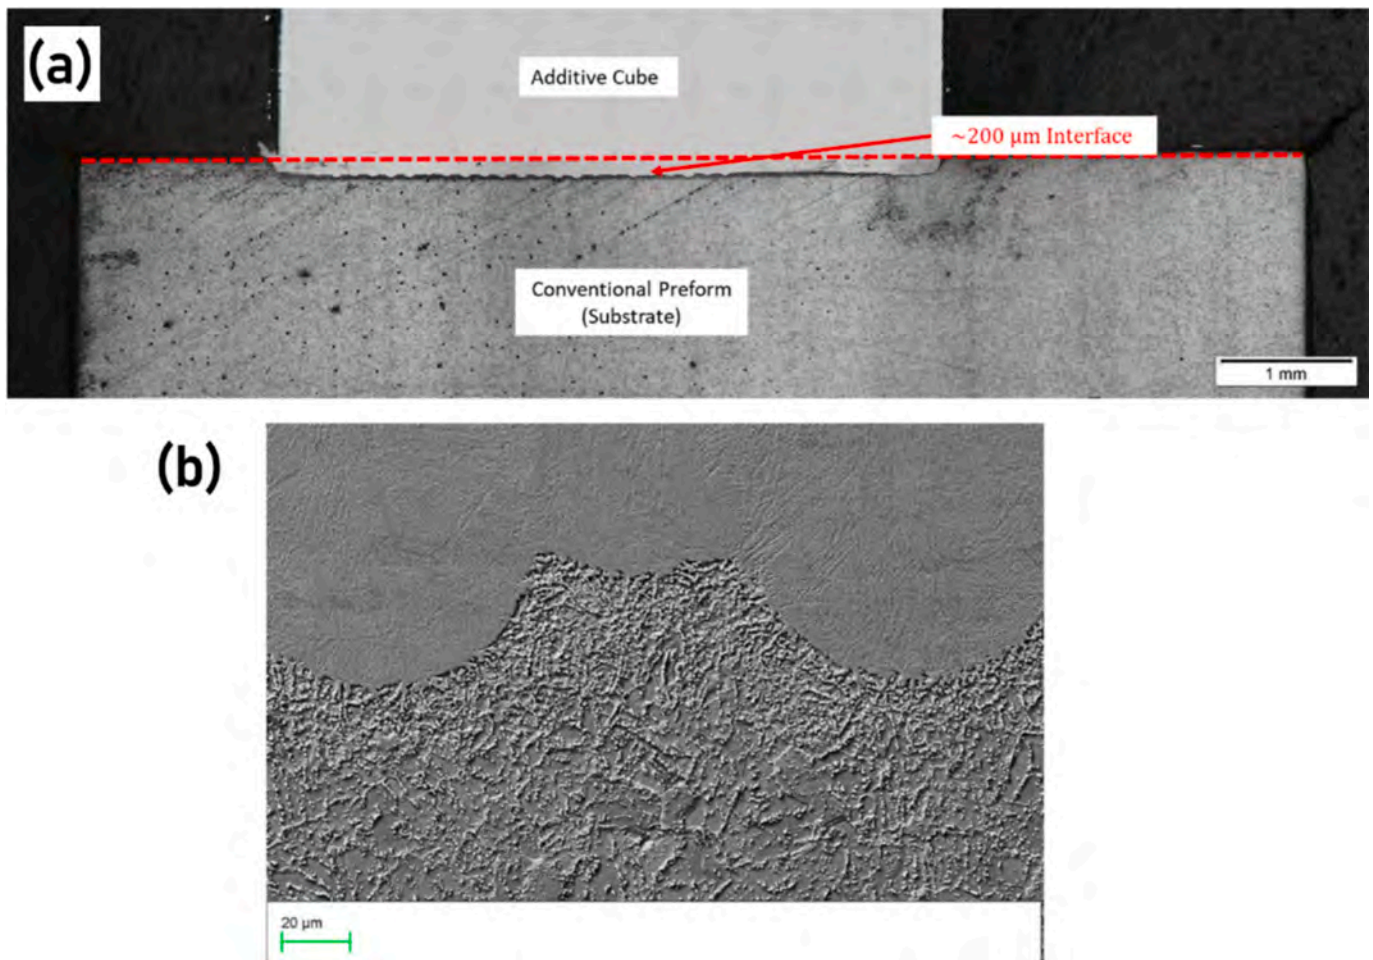 (a)
Additive Cube
~200 µm Interface
Conventional Preform
(Substrate)
1 mm
(b)
20 µm